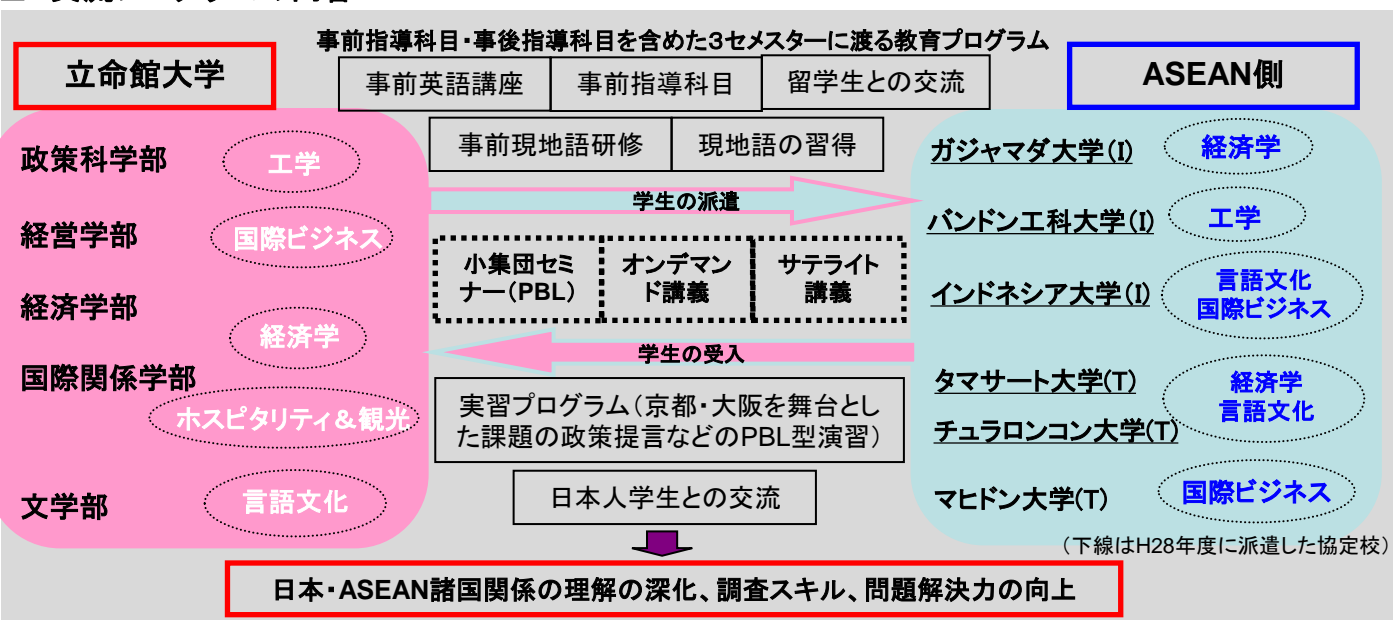 事前指導科目・事後指導科目を含めた3セメスターに渡る教育プログラム
立命館大学
ASEAN側
事前英語講座
事前指導科目
留学生との交流
事前現地語研修
現地語の習得
政策科学部
工学
経営学部
国際ビジネス
経済学部
経済学
国際関係学部
ホスピタリティ&観光
文学部
言語文化
学生の派遣
小集団セミ
ナー(PBL)
オンデマン
ド講義
サテライト
講義
学生の受入
実習プログラム(京都・大阪を舞台とし
た課題の政策提言などのPBL型演習)
日本人学生との交流
ガジャマダ大学(I)
経済学
バンドン工科大学(I)
工学
インドネシア大学(I)
言語文化
国際ビジネス
タマサート大学(T)
チュラロンコン大学(T)
経済学
言語文化
マヒドン大学(T)
国際ビジネス
(下線はH28年度に派遣した協定校)
日本・ASEAN諸国関係の理解の深化、調査スキル、問題解決力の向上